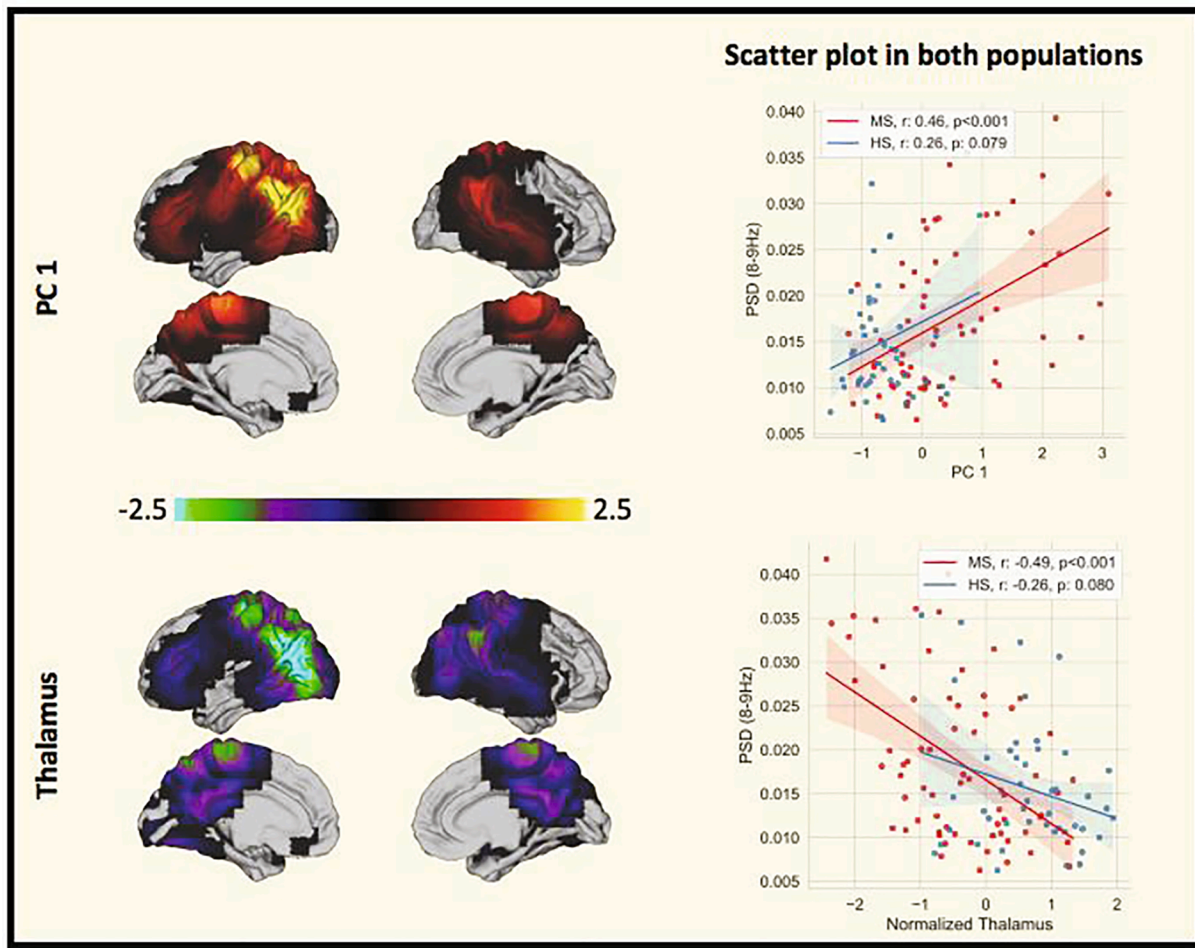 Scatter plot in both populations
PC 1
MS, r: 0.46, p<0.001
HS, r: 0.26, p: 0.079
PSD (8-9Hz)
0.040
0.035
0.030
0.025
0.020
0.015
0.010
0.005
−1 0 1 2 3
PC 1
-2.5 2.5
Thalamus
MS, r: -0.49, p<0.001
HS, r: -0.26, p: 0.080
PSD (8-9Hz)
0.040
0.035
0.030
0.025
0.020
0.015
0.010
0.005
−2 −1 0 1 2
Normalized Thalamus